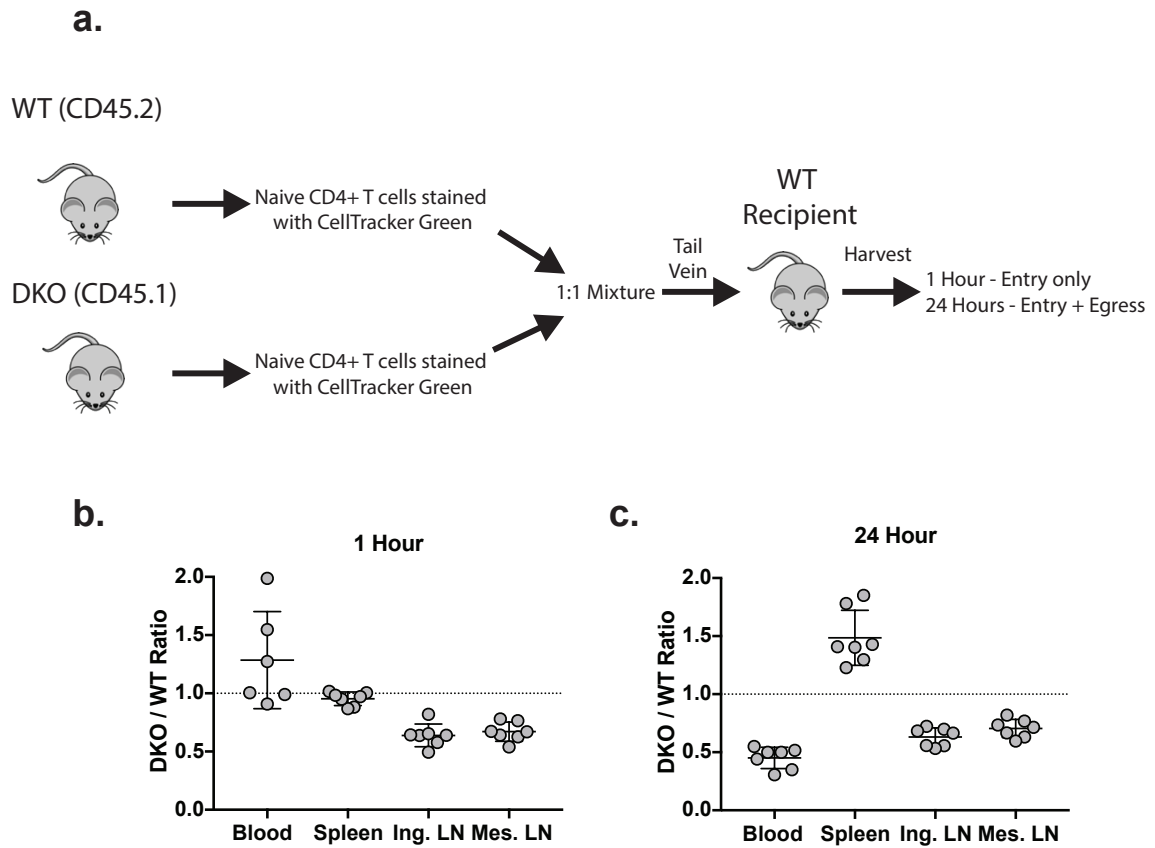 a.
WT (CD45.2)
Naive CD4+ T cells stained
with CellTracker Green
DKO (CD45.1)
Naive CD4+ T cells stained
with CellTracker Green
1:1 Mixture
Tail
Vein
WT
Recipient
Harvest
1 Hour - Entry only
24 Hours - Entry + Egress
b.
1 Hour
DKO / WT Ratio
2.0
1.5
1.0
0.5
0.0
Blood Spleen Ing. LN Mes. LN
c.
24 Hour
DKO / WT Ratio
2.0
1.5
1.0
0.5
0.0
Blood Spleen Ing. LN Mes. LN